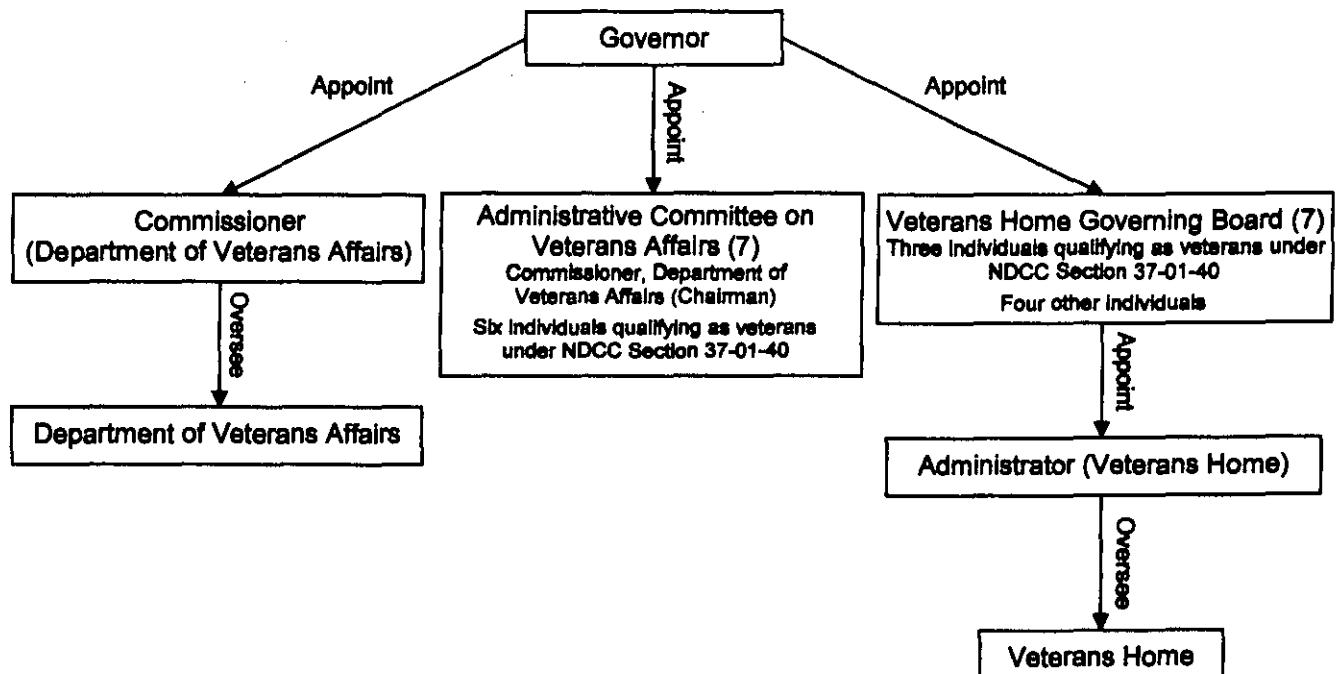 Governor
Appoint
Appoint
Appoint
Commissioner
(Department of Veterans Affairs)
Administrative Committee on
Veterans Affairs (7)
Commissioner, Department of
Veterans Affairs (Chairman)
Six individuals qualifying as veterans
under NDCC Section 37-01-40
Veterans Home Governing Board (7)
Three individuals qualifying as veterans under
NDCC Section 37-01-40
Four other individuals
Oversee
Appoint
Department of Veterans Affairs
Administrator (Veterans Home)
Oversee
Veterans Home